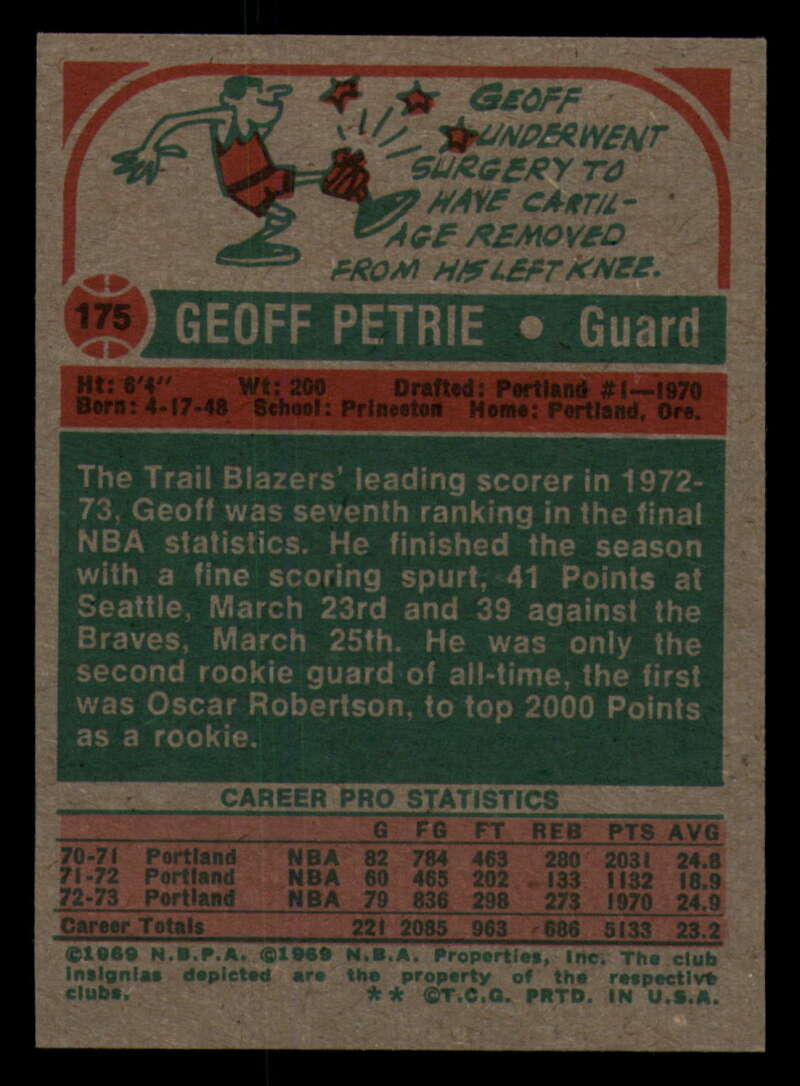 GEOFF
UNDERWENT
SURGERY TO
HAVE CARTIL-
AGE REMOVED
FROM HIS LEFT KNEE.
175 GEOFF PETRIE • Guard
Ht: 6'4" Wt: 200 Drafted: Portland #1—1970
Born: 4-17-48 School: Princeton Home: Portland, Ore.
The Trail Blazers' leading scorer in 1972-
73, Geoff was seventh ranking in the final
NBA statistics. He finished the season
with a fine scoring spurt, 41 Points at
Seattle, March 23rd and 39 against the
Braves, March 25th. He was only the
second rookie guard of all-time, the first
was Oscar Robertson, to top 2000 Points
as a rookie.
CAREER PRO STATISTICS
G FG FT REB PTS AVG
70-71 Portland NBA 82 784 463 280 2031 24.8
71-72 Portland NBA 60 465 202 133 1132 18.9
72-73 Portland NBA 79 836 298 273 1970 24.9
Career Totals 221 2085 963 686 5133 23.2
©1969 N.B.P.A. ©1969 N.B.A. Properties, Inc. The club
insignias depicted are the property of the respective
clubs. ** ©T.C.G. PRTD. IN U.S.A.